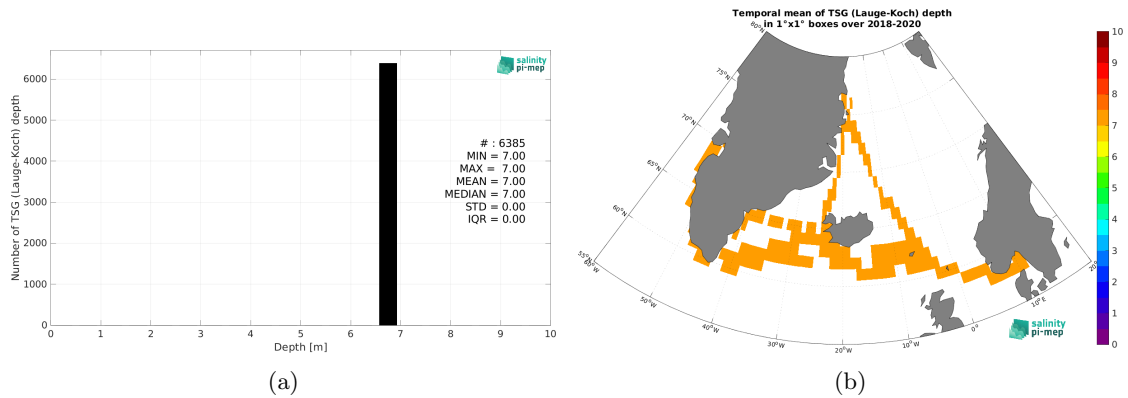 salinity
pi-mep
Number of TSG (Lauge-Koch) depth
6000
5000
4000
3000
2000
1000
0
# : 6385
MIN = 7.00
MAX = 7.00
MEAN = 7.00
MEDIAN = 7.00
STD = 0.00
IQR = 0.00
0 1 2 3 4 5 6 7 8 9 10
Depth [m]
(a)
Temporal mean of TSG (Lauge-Koch) depth
in 1°x1° boxes over 2018-2020
80°N
75°N
70°N
65°N
60°N
55°N
60°W
50°W
40°W
30°W
20°W
10°W
0°
10°E
salinity
pi-mep
10
9
8
7
6
5
4
3
2
1
0
(b)